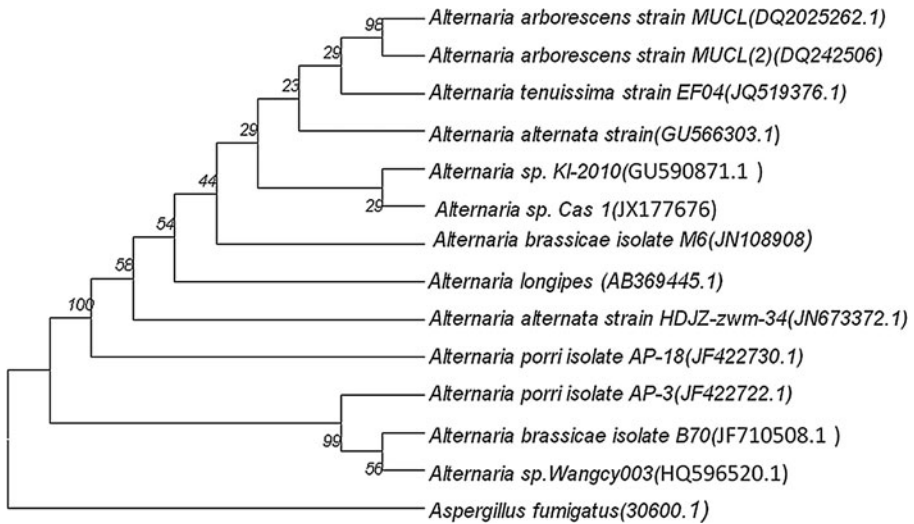 Alternaria arborescens strain MUCL(DQ2025262.1)
98
Alternaria arborescens strain MUCL(2)(DQ242506)
29
Alternaria tenuissima strain EF04(JQ519376.1)
23
Alternaria alternata strain(GU566303.1)
29
Alternaria sp. KI-2010(GU590871.1 )
44
29
Alternaria sp. Cas 1(JX177676)
54
Alternaria brassicae isolate M6(JN108908)
58
Alternaria longipes (AB369445.1)
100
Alternaria alternata strain HDJZ-zwm-34(JN673372.1)
Alternaria porri isolate AP-18(JF422730.1)
Alternaria porri isolate AP-3(JF422722.1)
99
Alternaria brassicae isolate B70(JF710508.1 )
56
Alternaria sp.Wangcy003(HQ596520.1)
Aspergillus fumigatus(30600.1)